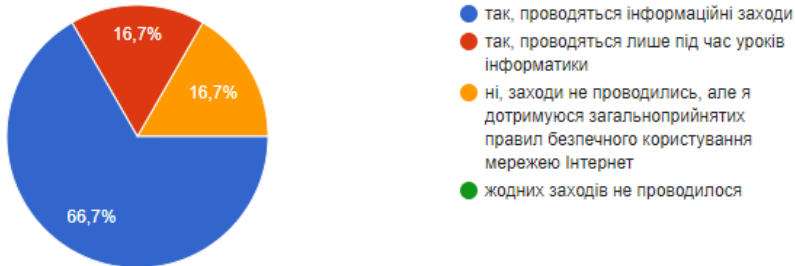 16,7%
16,7%
66,7%
так, проводяться інформаційні заходи
так, проводяться лише під час уроків
інформатики
ні, заходи не проводились, але я
дотримуюся загальноприйнятих
правил безпечного користування
мережею Інтернет
жодних заходів не проводилося